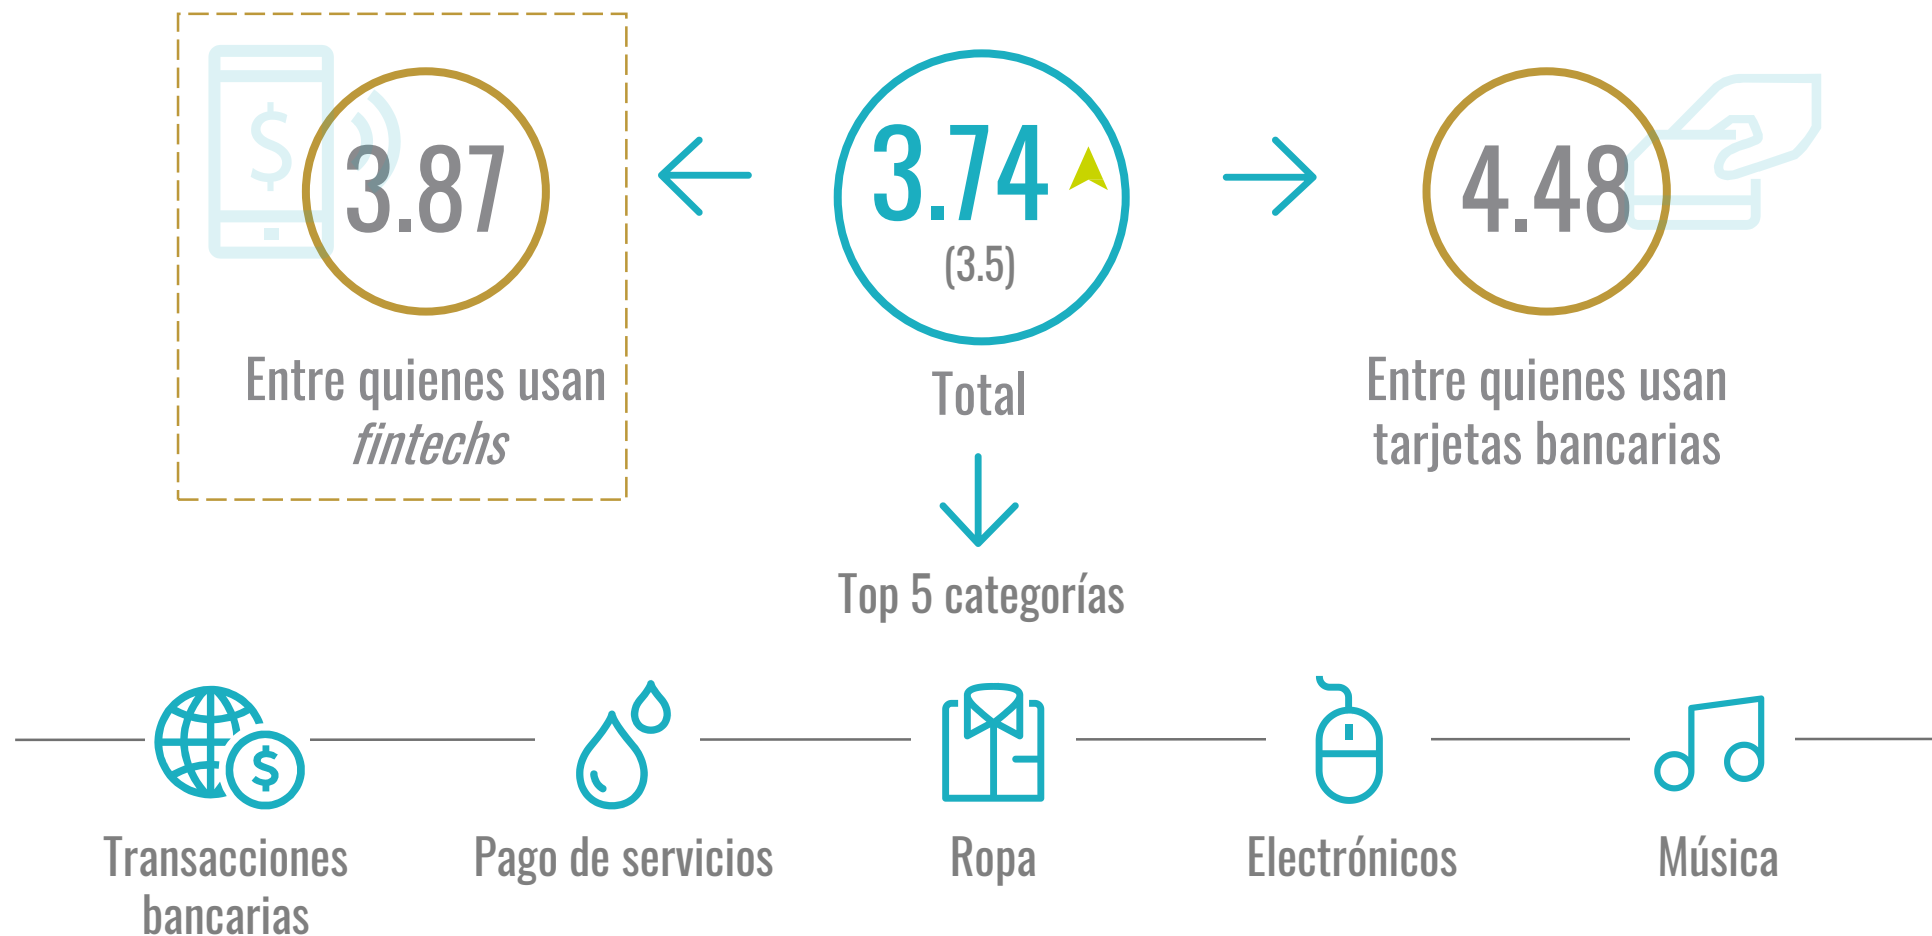 3.87
Entre quienes usan
fintechs
3.74
(3.5)
Total
4.48
Entre quienes usan
tarjetas bancarias
Top 5 categorías
$
$
Transacciones
bancarias
Pago de servicios
Ropa
Electrónicos
Música